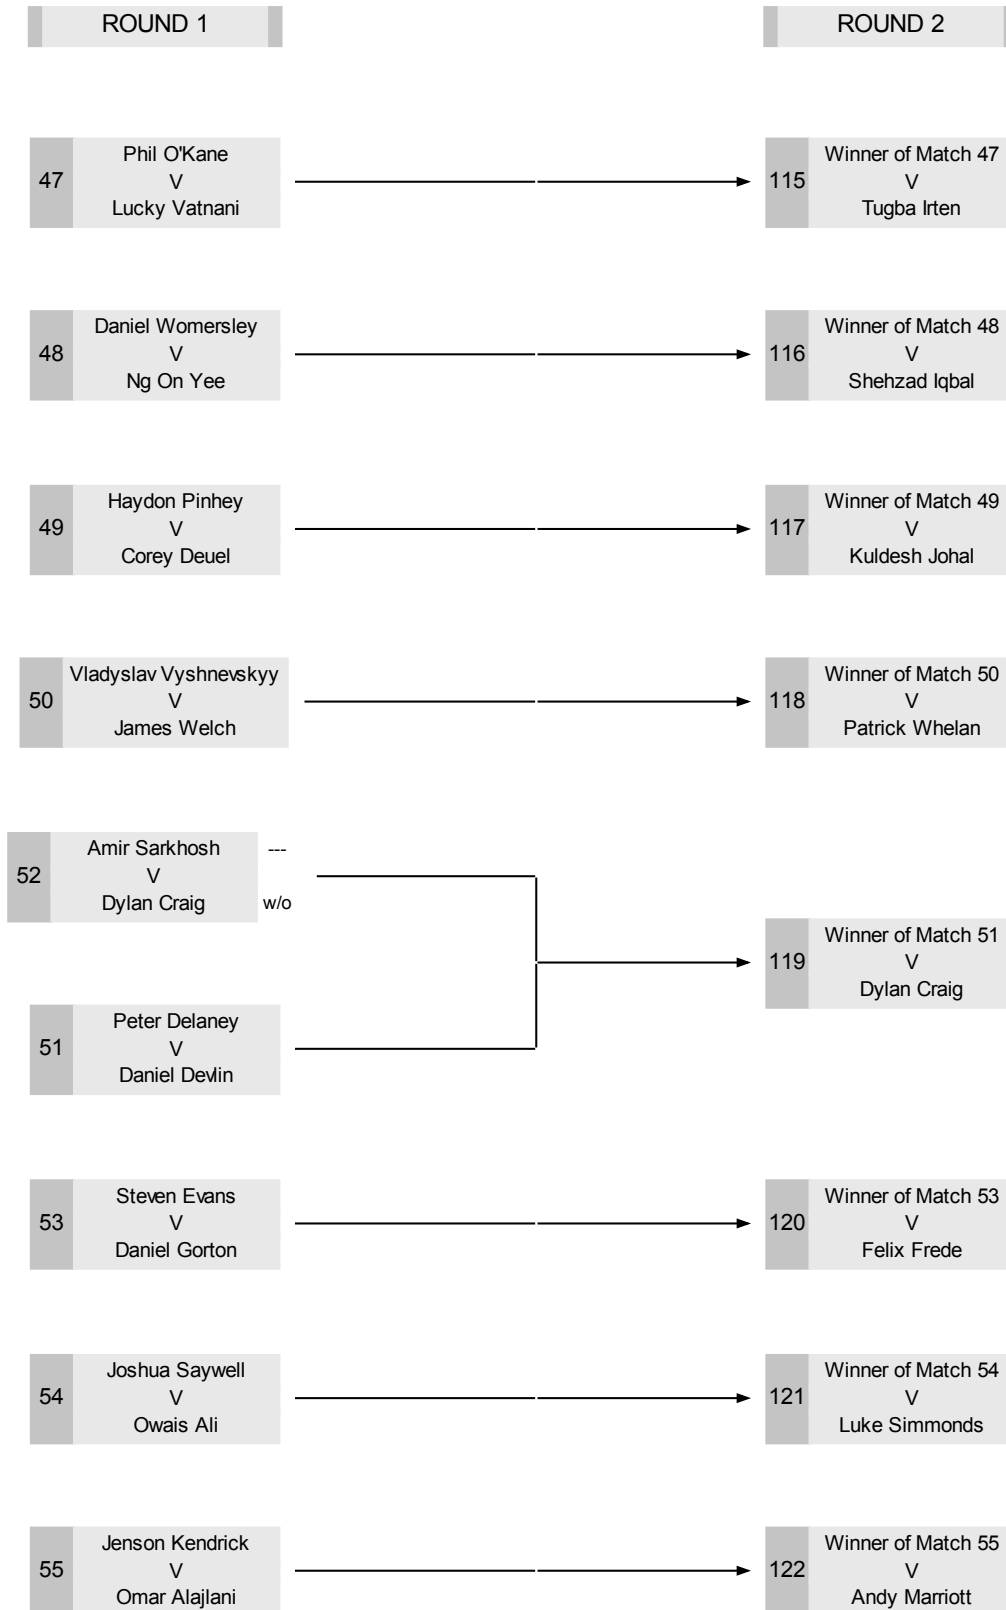 ROUND 1
ROUND 2
47
Phil O'Kane
V
Lucky Vatnani
115
Winner of Match 47
V
Tugba Irten
48
Daniel Womersley
V
Ng On Yee
116
Winner of Match 48
V
Shehzad Iqbal
49
Haydon Pinhey
V
Corey Deuel
117
Winner of Match 49
V
Kuldesh Johal
50
Vladyslav Vyshnevskyy
V
James Welch
118
Winner of Match 50
V
Patrick Whelan
52
Amir Sarkhosh ---
V
Dylan Craig w/o
119
Winner of Match 51
V
Dylan Craig
51
Peter Delaney
V
Daniel Devlin
53
Steven Evans
V
Daniel Gorton
120
Winner of Match 53
V
Felix Frede
54
Joshua Saywell
V
Owais Ali
121
Winner of Match 54
V
Luke Simmonds
55
Jenson Kendrick
V
Omar Alajlani
122
Winner of Match 55
V
Andy Marriott